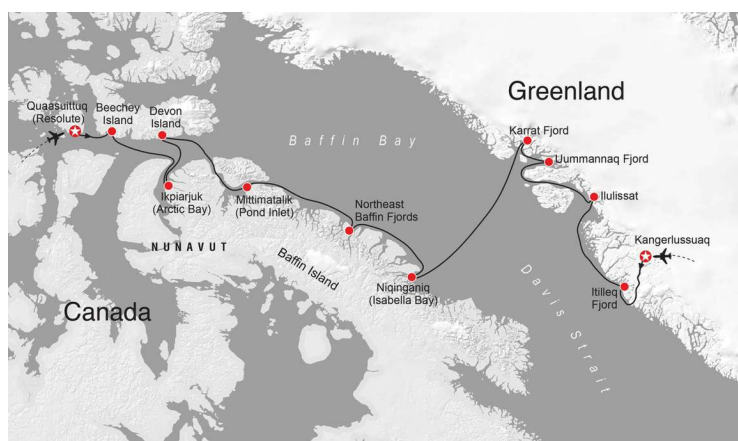 Greenland
Quaasuittuq
(Resolute)
Beechey
Island
Devon
Island
Karrat Fjord
Baffin Bay
Uummannaq Fjord
Ikpiarjuk
(Arctic Bay)
Mittimatalik
(Pond Inlet)
Northeast
Baffin Fjords
Ilulissat
NUNAVUT
Kangerlussuaq
Baffin Island
Niqinganiq
(Isabella Bay)
Itilleq
Fjord
Canada
Davis Strait